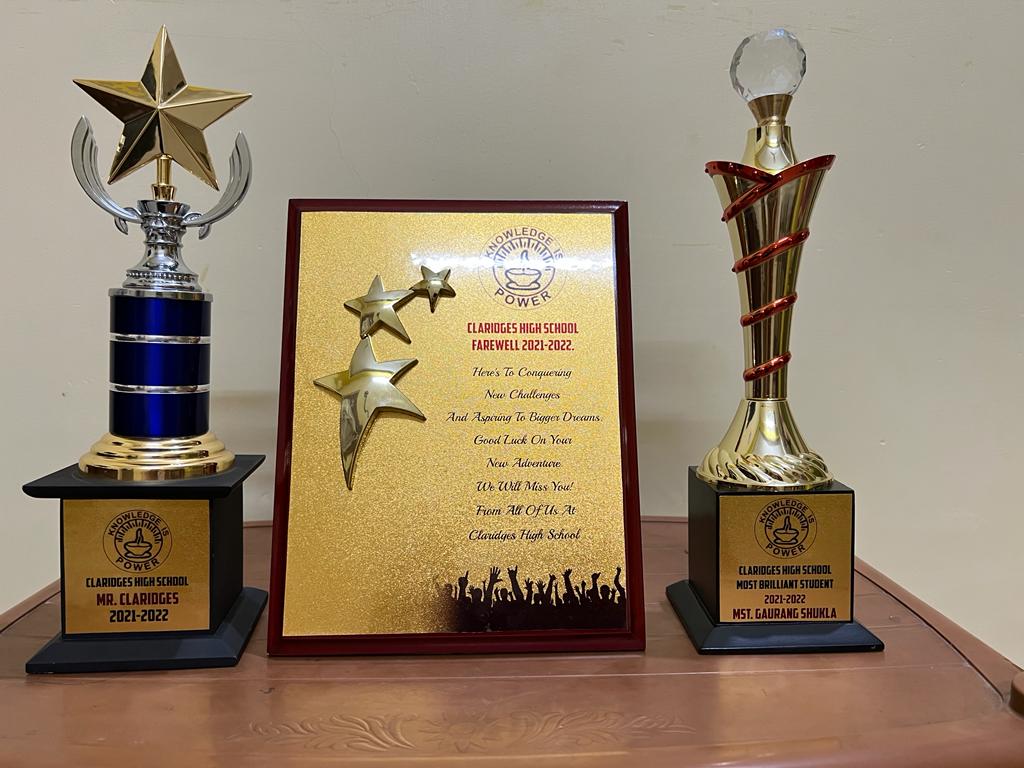 KNOWLEDGE IS
POWER
CLARIDGES HIGH SCHOOL
MR. CLARIDGES
2021-2022
KNOWLEDGE IS
POWER
CLARIDGES HIGH SCHOOL
FAREWELL 2021-2022.
Here's To Conquering
New Challenges
And Aspiring To Bigger Dreams.
Good Luck On Your
New Adventure
We Will Miss You!
From All Of Us At
Claridges High School
KNOWLEDGE IS
POWER
CLARIDGES HIGH SCHOOL
MOST BRILLIANT STUDENT
2021-2022
MST. GAURANG SHUKLA